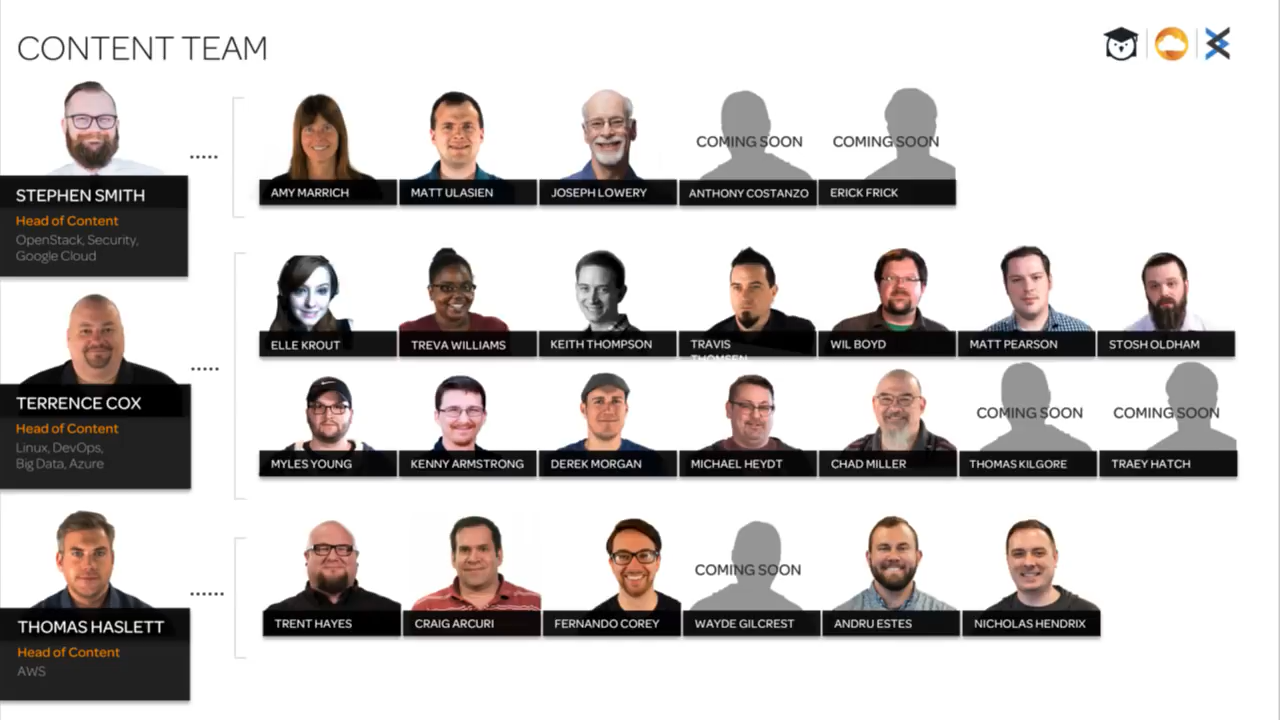 CONTENT TEAM
STEPHEN SMITH
Head of Content
OpenStack, Security,
Google Cloud
COMING SOON
COMING SOON
AMY MARRICH
MATT ULASIEN
JOSEPH LOWERY
ANTHONY COSTANZO
ERICK FRICK
TERRENCE COX
Head of Content
Linux, DevOps,
Big Data, Azure
ELLE KROUT
TREVA WILLIAMS
KEITH THOMPSON
TRAVIS
THOMSEN
WIL BOYD
MATT PEARSON
STOSH OLDHAM
COMING SOON
COMING SOON
MYLES YOUNG
KENNY ARMSTRONG
DEREK MORGAN
MICHAEL HEYDT
CHAD MILLER
THOMAS KILGORE
TRAEY HATCH
THOMAS HASLETT
Head of Content
AWS
COMING SOON
TRENT HAYES
CRAIG ARCURI
FERNANDO COREY
WAYDE GILCREST
ANDRU ESTES
NICHOLAS HENDRIX